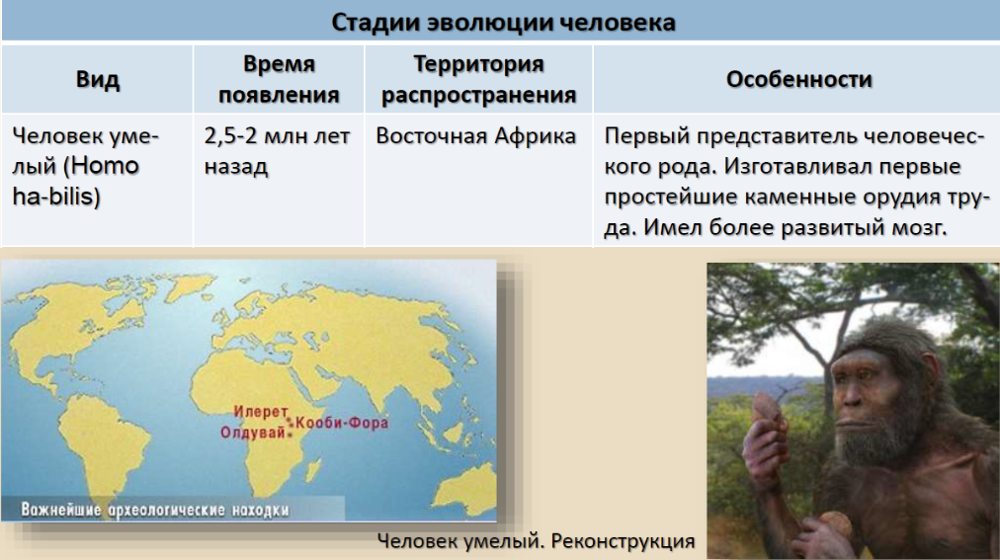 Стадии эволюции человека
Вид
Время
появления
Территория
распространения
Особенности
Человек уме-
лый (Homo
ha-bilis)
2,5-2 млн лет
назад
Восточная Африка
Первый представитель человечес-
кого рода. Изготавливал первые
простейшие каменные орудия тру-
да. Имел более развитый мозг.
Илерет
Кооби-Фора
Олдувай
Важнейшие археологические находки
Человек умелый. Реконструкция